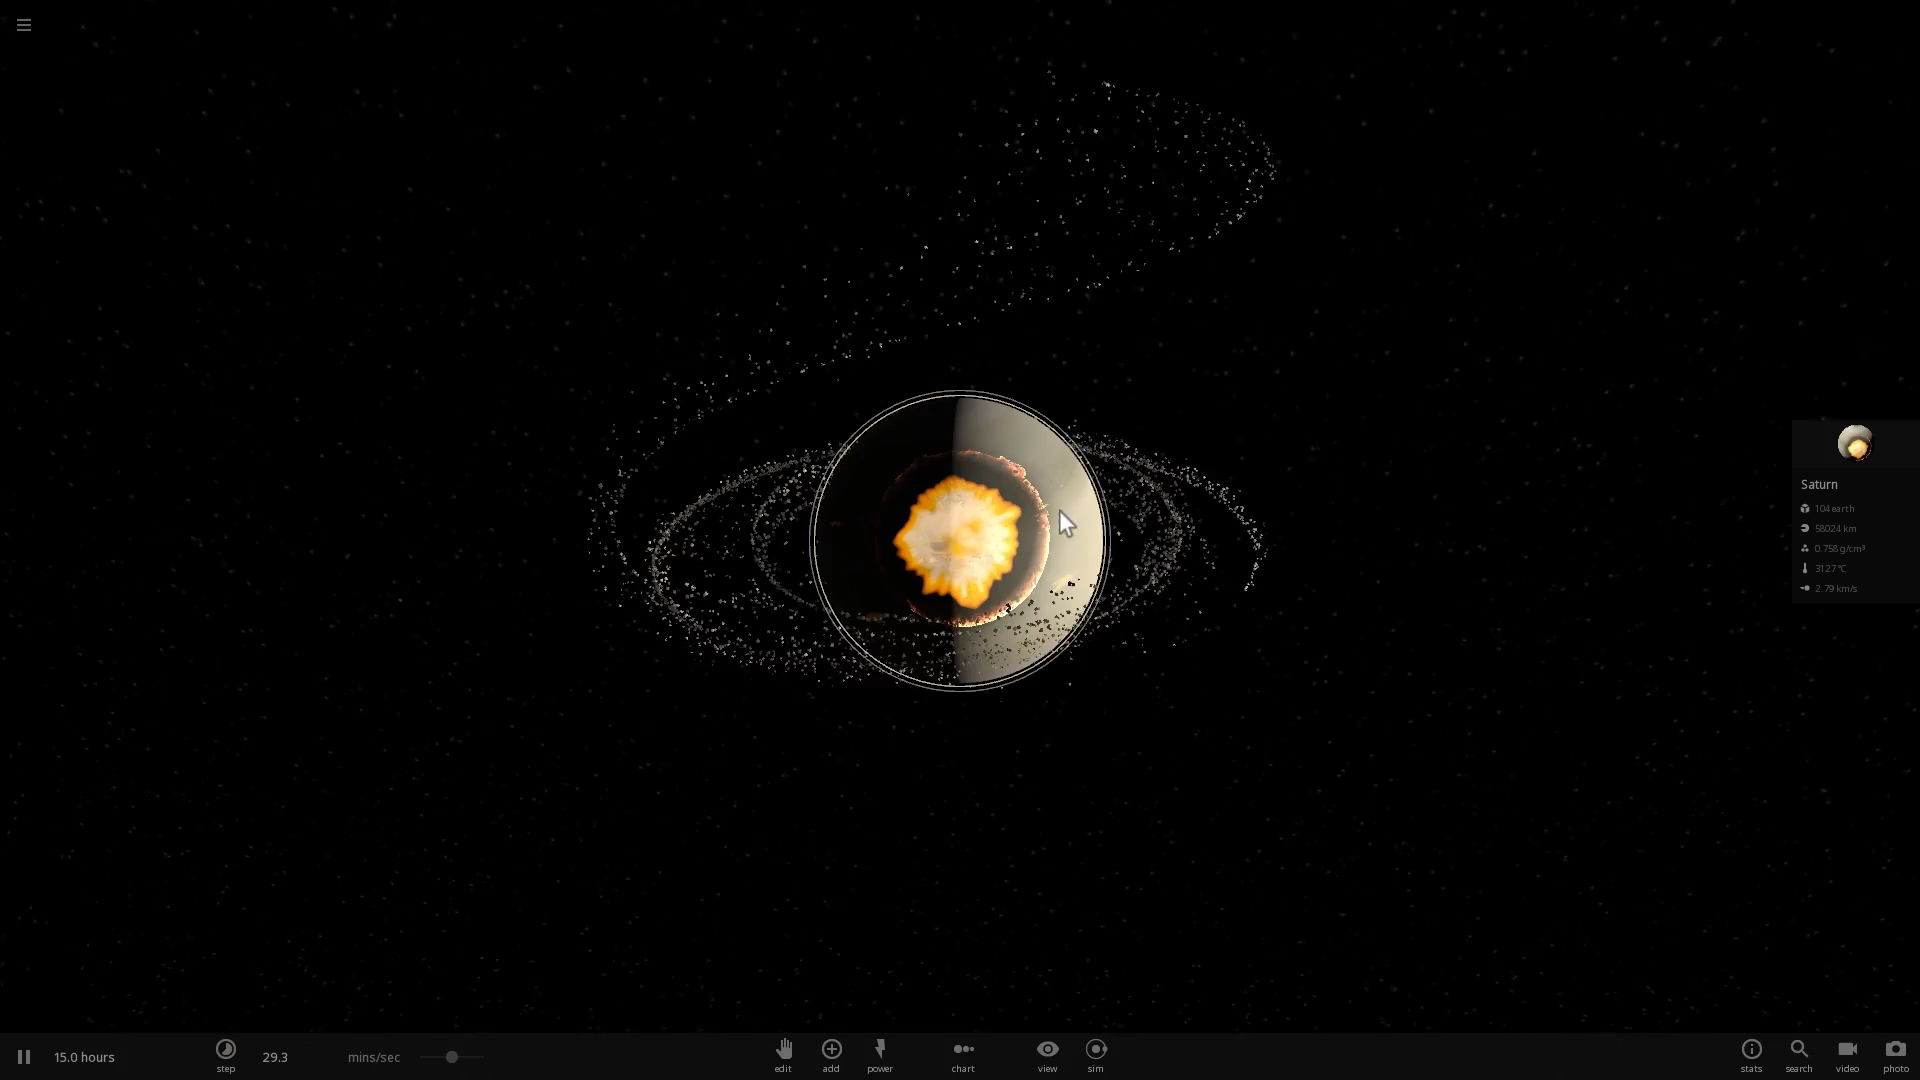 Saturn
104 earth
58024 km
0.758 g/cm³
3127 °C
2.79 km/s
15.0 hours
step
29.3
mins/sec
edit
add
power
chart
view
sim
stats
search
video
photo